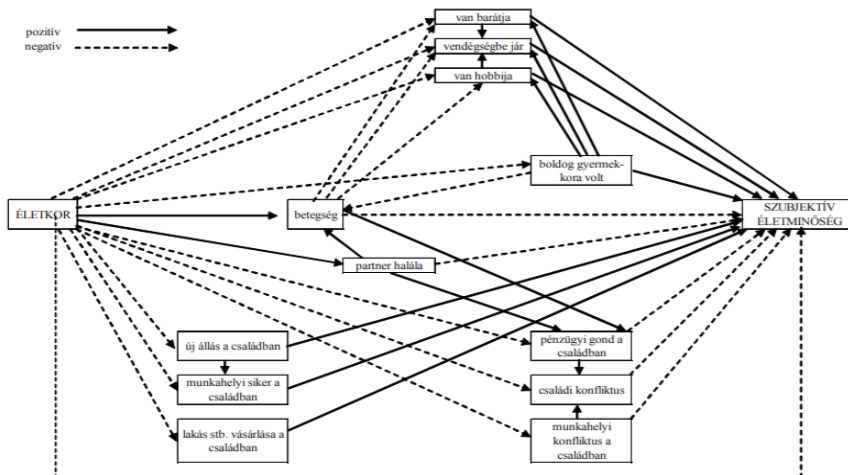 van barátja
pozitív
vendégségbe jár
negatív
van hobbija
boldog gyermek-
kora volt
ÉLETKOR
betegség
SZUBJEKTÍV
ÉLETMINŐSÉG
partner halála
új állás a családban
pénzügyi gond a
családban
munkahelyi siker a
családban
családi konfliktus
lakás stb. vásárlása a
családban
munkahelyi
konfliktus a
családban